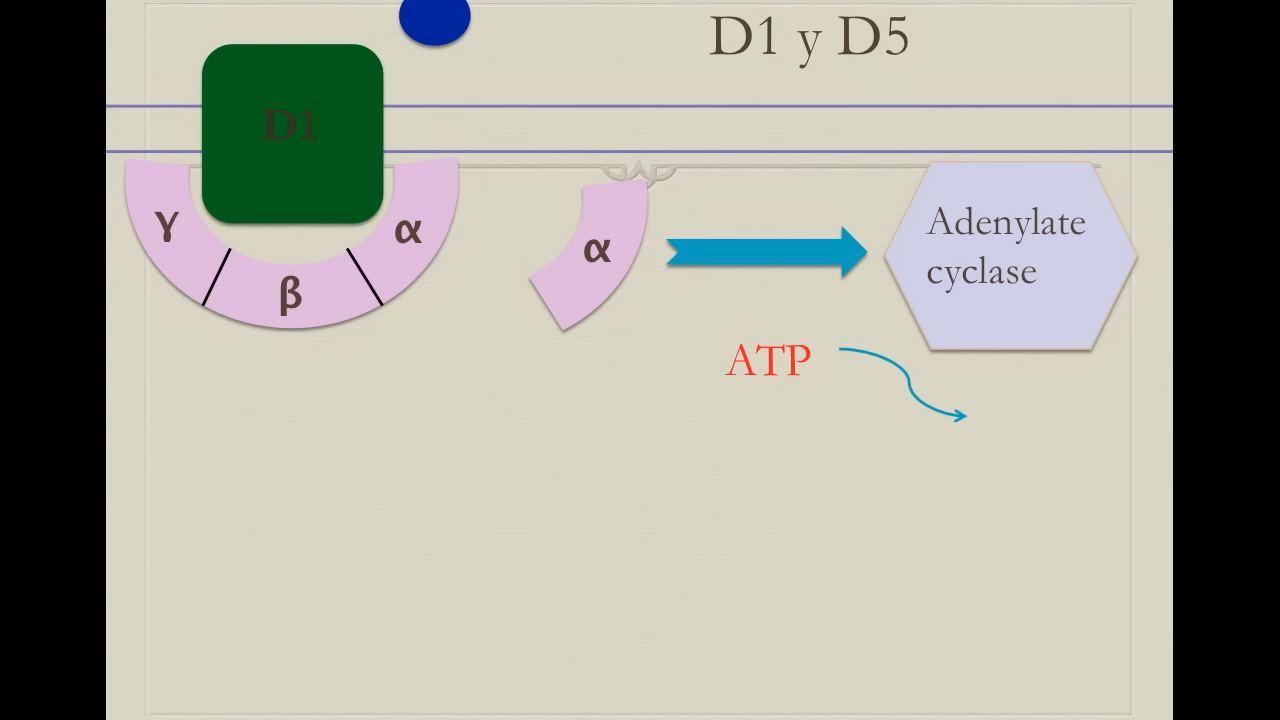 D1 y D5
D1
γ
β
α
α
Adenylate
cyclase
ATP